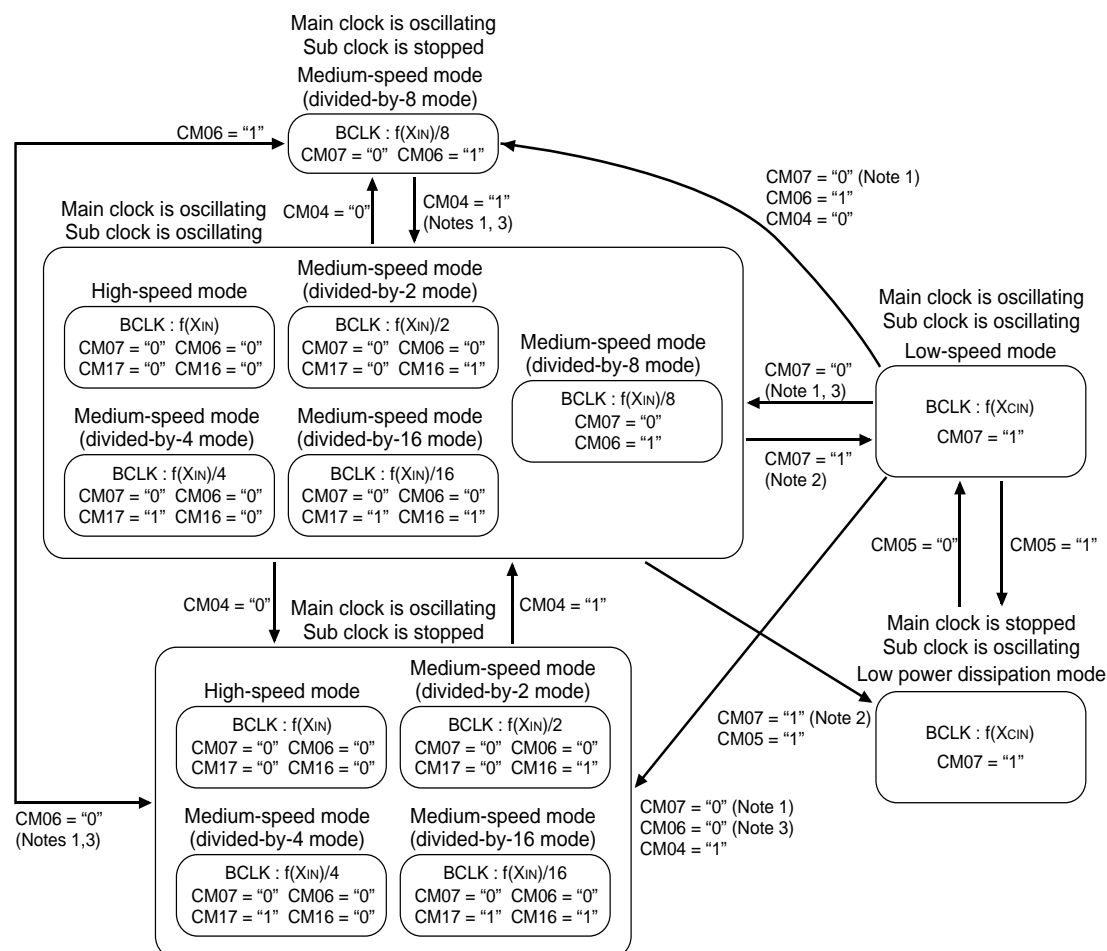 Main clock is oscillating
Sub clock is stopped
Medium-speed mode
(divided-by-8 mode)
CM06 = “1”
BCLK : f(XIN)/8
CM07 = “0” CM06 = “1”
CM04 = “0”
CM04 = “1”
(Notes 1, 3)
CM07 = “0” (Note 1)
CM06 = “1”
CM04 = “0”
Main clock is oscillating
Sub clock is oscillating
High-speed mode
BCLK : f(XIN)
CM07 = “0” CM06 = “0”
CM17 = “0” CM16 = “0”
Medium-speed mode
(divided-by-2 mode)
BCLK : f(XIN)/2
CM07 = “0” CM06 = “0”
CM17 = “0” CM16 = “1”
Medium-speed mode
(divided-by-8 mode)
BCLK : f(XIN)/8
CM07 = “0”
CM06 = “1”
Medium-speed mode
(divided-by-4 mode)
BCLK : f(XIN)/4
CM07 = “0” CM06 = “0”
CM17 = “1” CM16 = “0”
Medium-speed mode
(divided-by-16 mode)
BCLK : f(XIN)/16
CM07 = “0” CM06 = “0”
CM17 = “1” CM16 = “1”
CM07 = “0”
(Note 1, 3)
CM07 = “1”
(Note 2)
Main clock is oscillating
Sub clock is oscillating
Low-speed mode
BCLK : f(XCIN)
CM07 = “1”
CM05 = “0”
CM05 = “1”
Main clock is stopped
Sub clock is oscillating
Low power dissipation mode
BCLK : f(XCIN)
CM07 = “1”
CM07 = “1” (Note 2)
CM05 = “1”
CM04 = “0”
CM04 = “1”
Main clock is oscillating
Sub clock is stopped
High-speed mode
BCLK : f(XIN)
CM07 = “0” CM06 = “0”
CM17 = “0” CM16 = “0”
Medium-speed mode
(divided-by-2 mode)
BCLK : f(XIN)/2
CM07 = “0” CM06 = “0”
CM17 = “0” CM16 = “1”
Medium-speed mode
(divided-by-4 mode)
BCLK : f(XIN)/4
CM07 = “0” CM06 = “0”
CM17 = “1” CM16 = “0”
Medium-speed mode
(divided-by-16 mode)
BCLK : f(XIN)/16
CM07 = “0” CM06 = “0”
CM17 = “1” CM16 = “1”
CM06 = “0”
(Notes 1,3)
CM07 = “0” (Note 1)
CM06 = “0” (Note 3)
CM04 = “1”